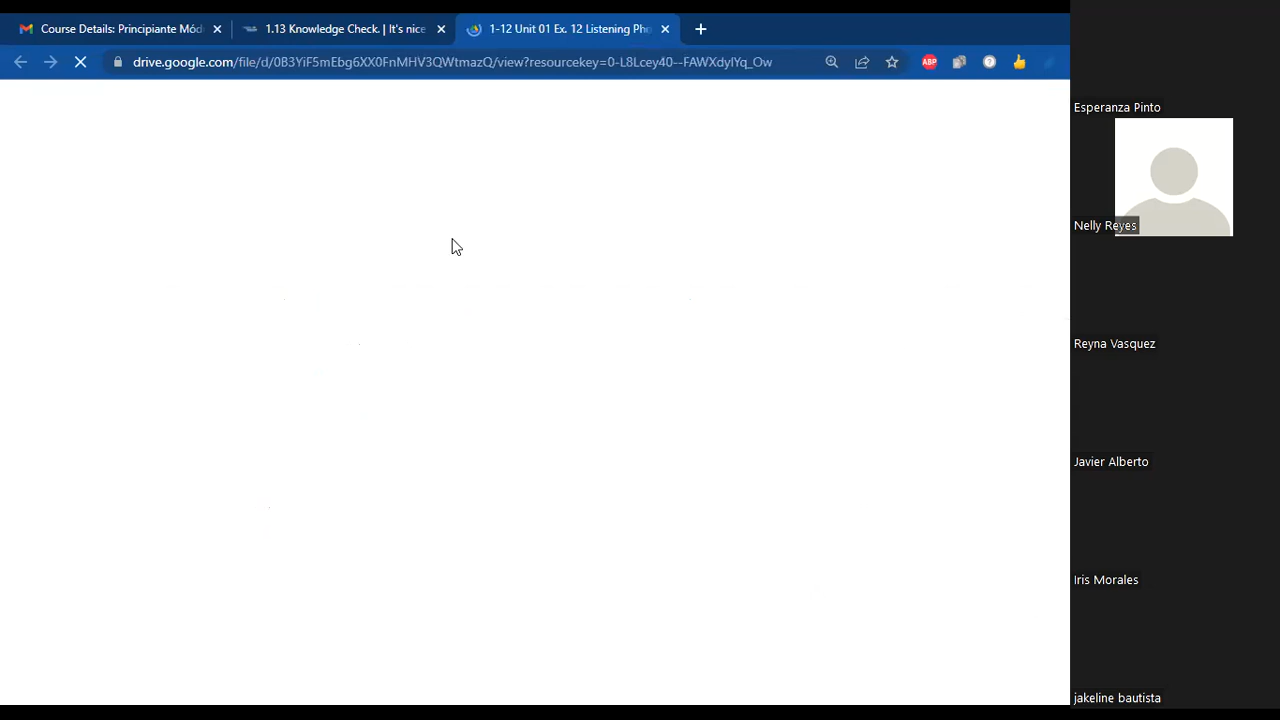 Course Details: Principiante Mód
1.13 Knowledge Check. | It's nice
1-12 Unit 01 Ex. 12 Listening Pho
drive.google.com/file/d/0B3YiF5mEbg6XX0FnMHV3QWtmazQ/view?resourcekey=0-L8Lcey40--FAWXdylYq_Ow
ABP
Esperanza Pinto
Nelly Reyes
Reyna Vasquez
Javier Alberto
Iris Morales
jakeline bautista